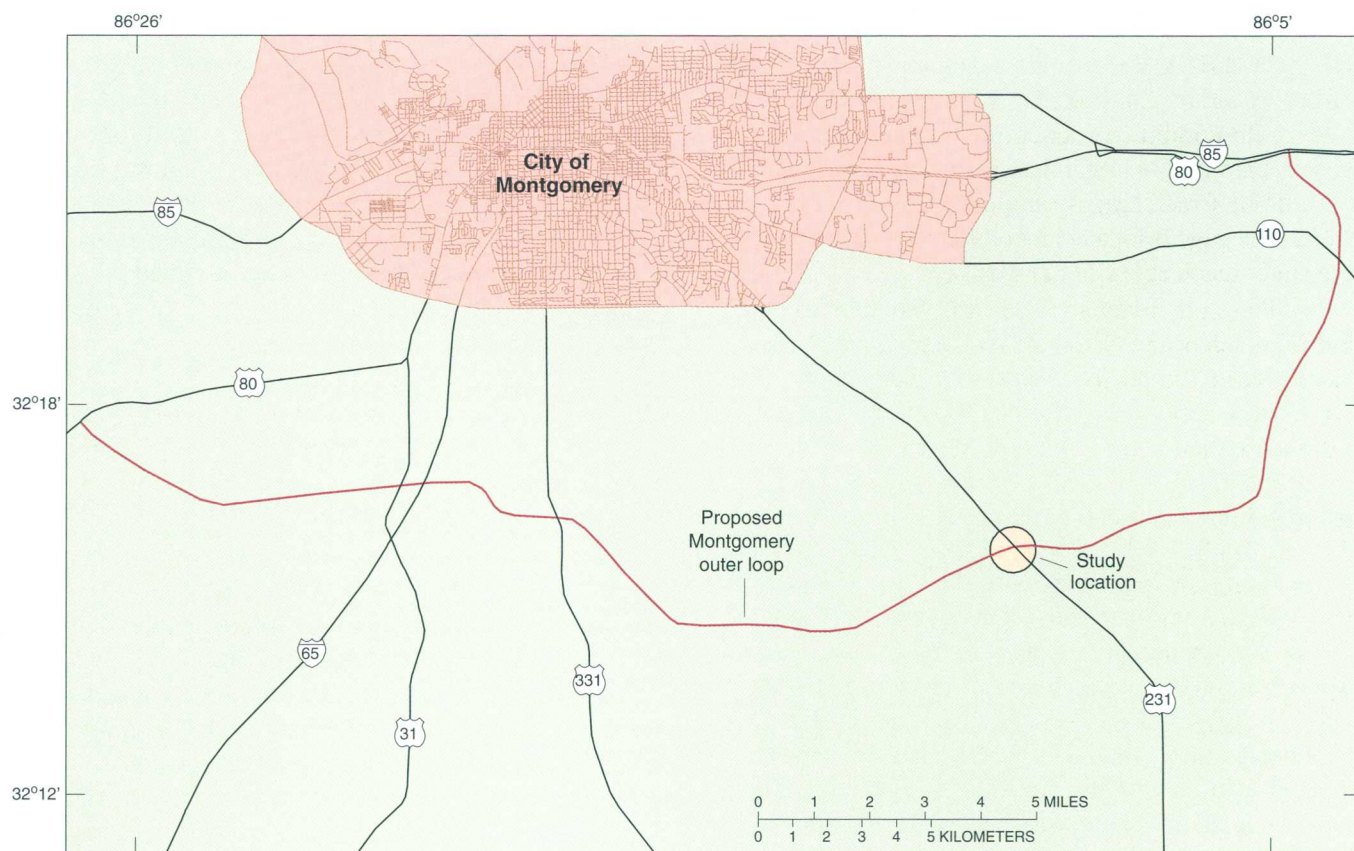 86°26'
86°5'
City of
Montgomery
85
80
85
110
80
32°18'
Proposed
Montgomery
outer loop
Study
location
65
331
231
31
32°12'
0 1 2 3 4 5 MILES
0 1 2 3 4 5 KILOMETERS